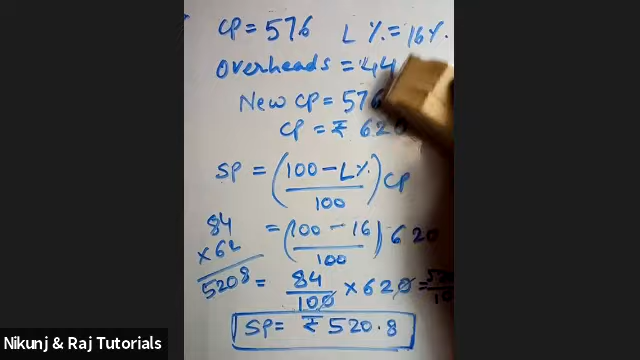 CP = 576 L %. = 16%.
Overheads = 44
New CP = 576
CP = ₹ 620
SP = (100 - L%. / 100) CP
= (100 - 16 / 100) 620
84
× 62
5208
= 84 / 100 × 620 =
SP = ₹ 520.8
Nikunj & Raj Tutorials